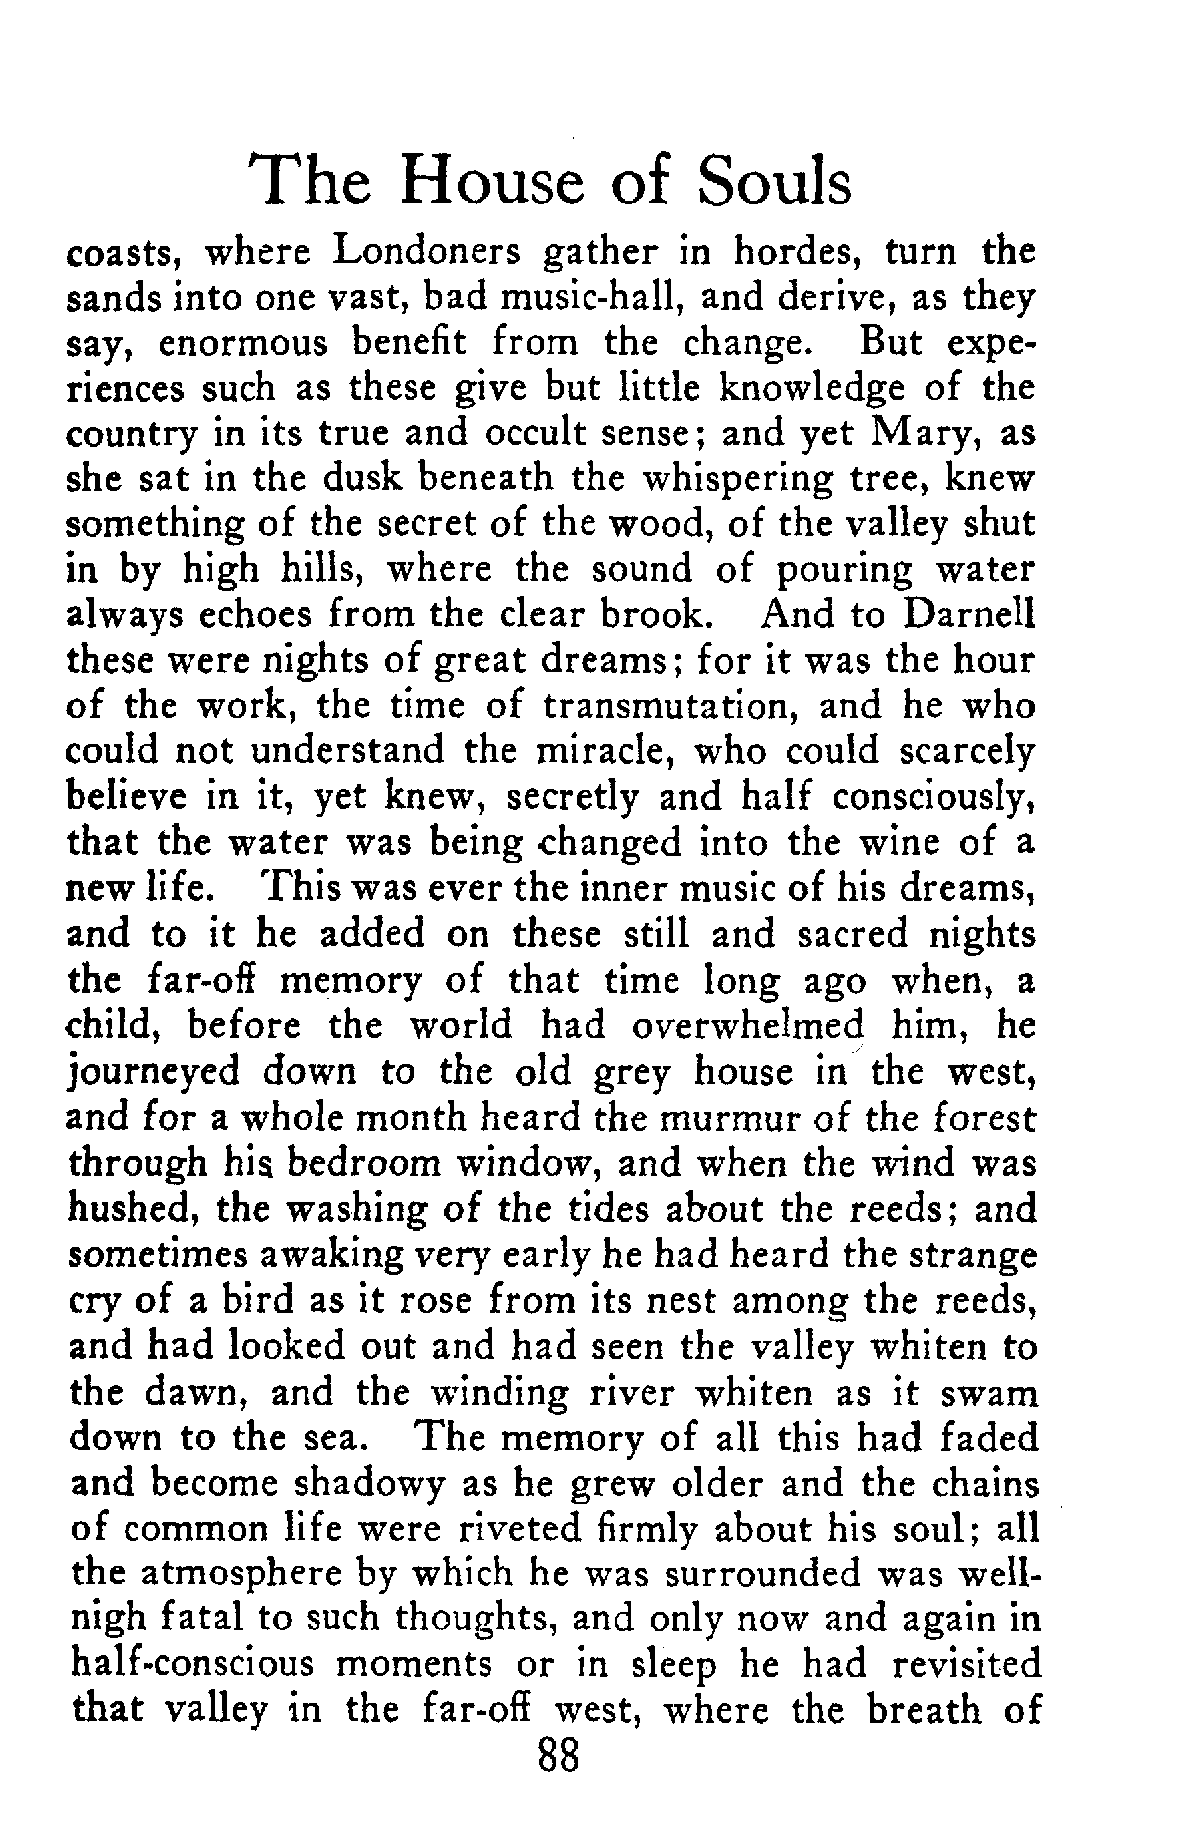 The House of Souls
coasts, where Londoners gather in hordes, turn the
sands into one vast, bad music-hall, and derive, as they
say, enormous benefit from the change. But expe-
riences such as these give but little knowledge of the
country in its true and occult sense; and yet Mary, as
she sat in the dusk beneath the whispering tree, knew
something of the secret of the wood, of the valley shut
in by high hills, where the sound of pouring water
always echoes from the clear brook. And to Darnell
these were nights of great dreams; for it was the hour
of the work, the time of transmutation, and he who
could not understand the miracle, who could scarcely
believe in it, yet knew, secretly and half consciously,
that the water was being changed into the wine of a
new life. This was ever the inner music of his dreams,
and to it he added on these still and sacred nights
the far-off memory of that time long ago when, a
child, before the world had overwhelmed him, he
journeyed down to the old grey house in the west,
and for a whole month heard the murmur of the forest
through his bedroom window, and when the wind was
hushed, the washing of the tides about the reeds; and
sometimes awaking very early he had heard the strange
cry of a bird as it rose from its nest among the reeds,
and had looked out and had seen the valley whiten to
the dawn, and the winding river whiten as it swam
down to the sea. The memory of all this had faded
and become shadowy as he grew older and the chains
of common life were riveted firmly about his soul; all
the atmosphere by which he was surrounded was well-
nigh fatal to such thoughts, and only now and again in
half-conscious moments or in sleep he had revisited
that valley in the far-off west, where the breath of
88